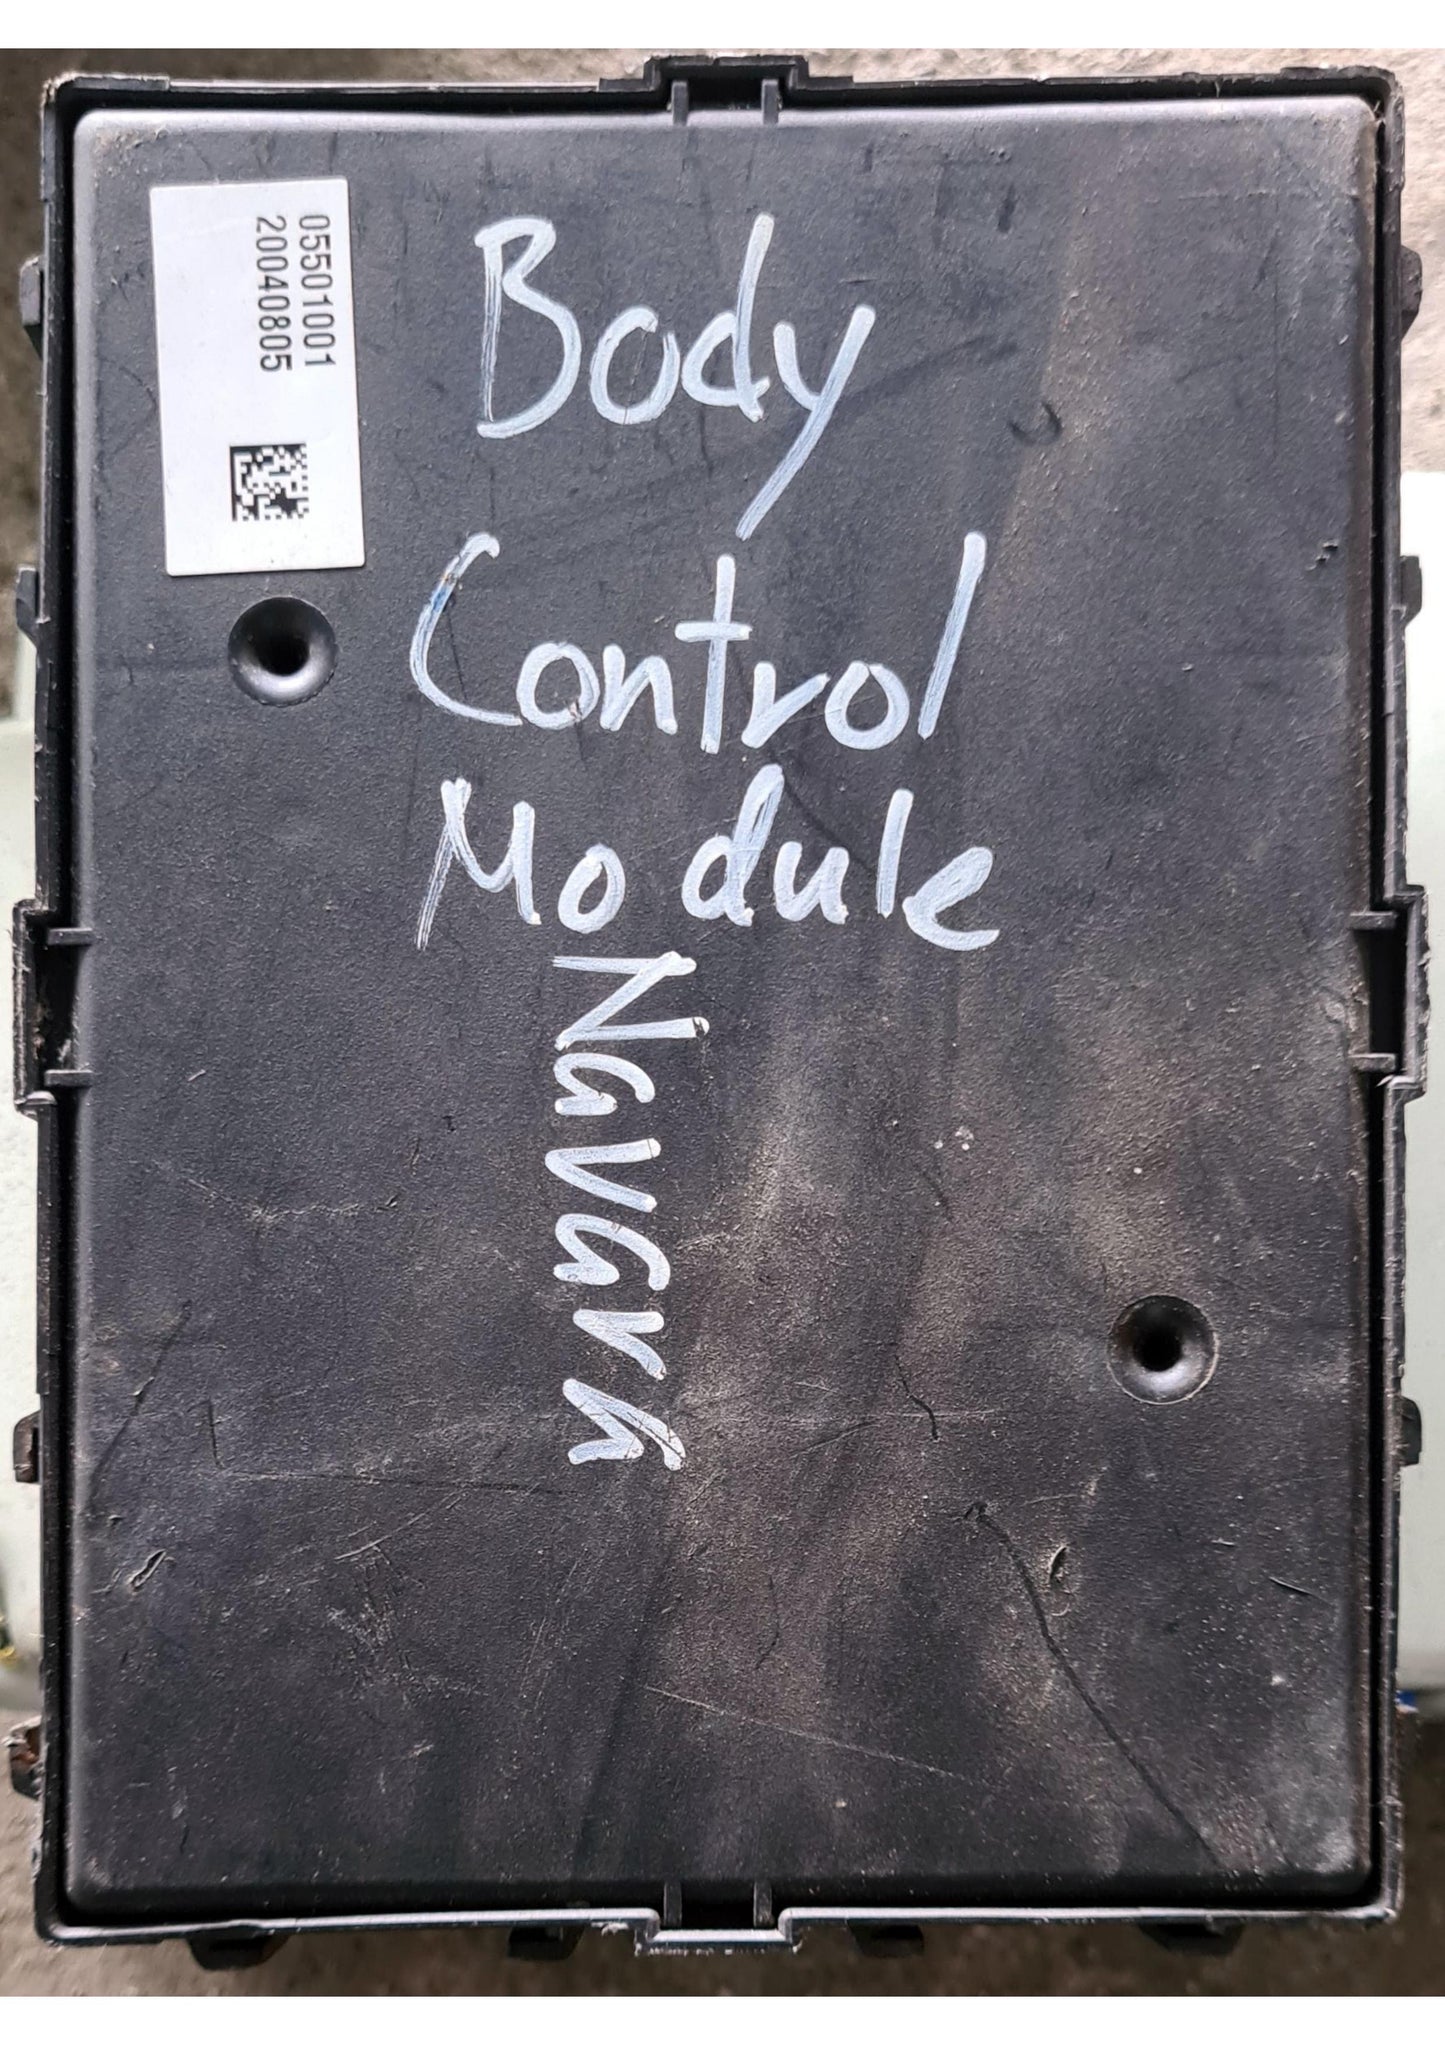 05501001
20040805
Body
Control
Module
Navara